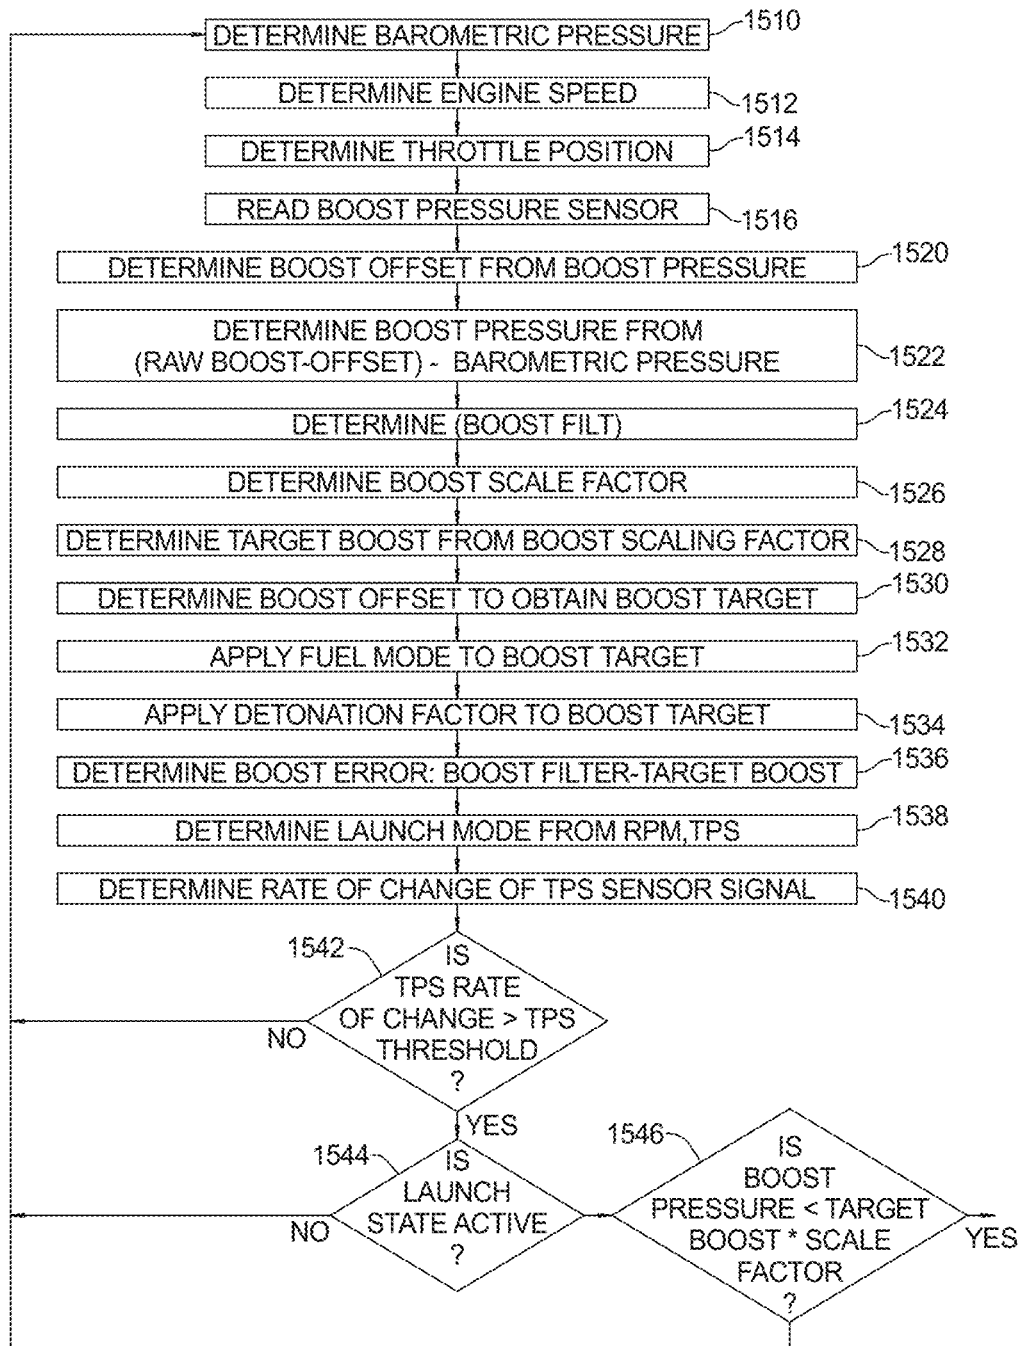 DETERMINE BAROMETRIC PRESSURE
1510
DETERMINE ENGINE SPEED
1512
DETERMINE THROTTLE POSITION
1514
READ BOOST PRESSURE SENSOR
1516
DETERMINE BOOST OFFSET FROM BOOST PRESSURE
1520
DETERMINE BOOST PRESSURE FROM
(RAW BOOST-OFFSET) - BAROMETRIC PRESSURE
1522
DETERMINE (BOOST FILT)
1524
DETERMINE BOOST SCALE FACTOR
1526
DETERMINE TARGET BOOST FROM BOOST SCALING FACTOR
1528
DETERMINE BOOST OFFSET TO OBTAIN BOOST TARGET
1530
APPLY FUEL MODE TO BOOST TARGET
1532
APPLY DETONATION FACTOR TO BOOST TARGET
1534
DETERMINE BOOST ERROR: BOOST FILTER-TARGET BOOST
1536
DETERMINE LAUNCH MODE FROM RPM,TPS
1538
DETERMINE RATE OF CHANGE OF TPS SENSOR SIGNAL
1540
1542
IS
TPS RATE
OF CHANGE > TPS
THRESHOLD
?
NO
YES
1544
IS
LAUNCH
STATE ACTIVE
?
NO
1546
IS
BOOST
PRESSURE < TARGET
BOOST * SCALE
FACTOR
?
YES